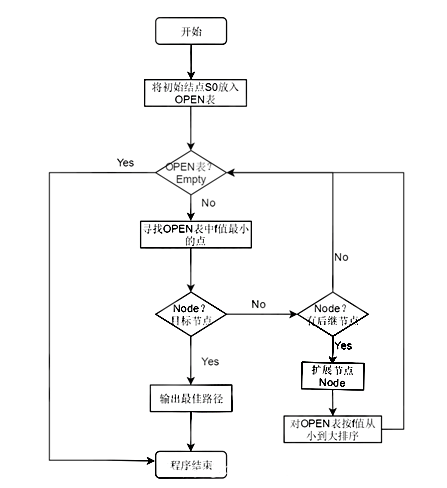 开始
将初始结点S0放入
OPEN表
Yes
OPEN表?
Empty
No
寻找OPEN表中f值最小
的点
No
Node?
目标节点
No
Node?
有后继节点
Yes
Yes
扩展节点
Node
输出最佳路径
对OPEN表按f值从
小到大排序
程序结束